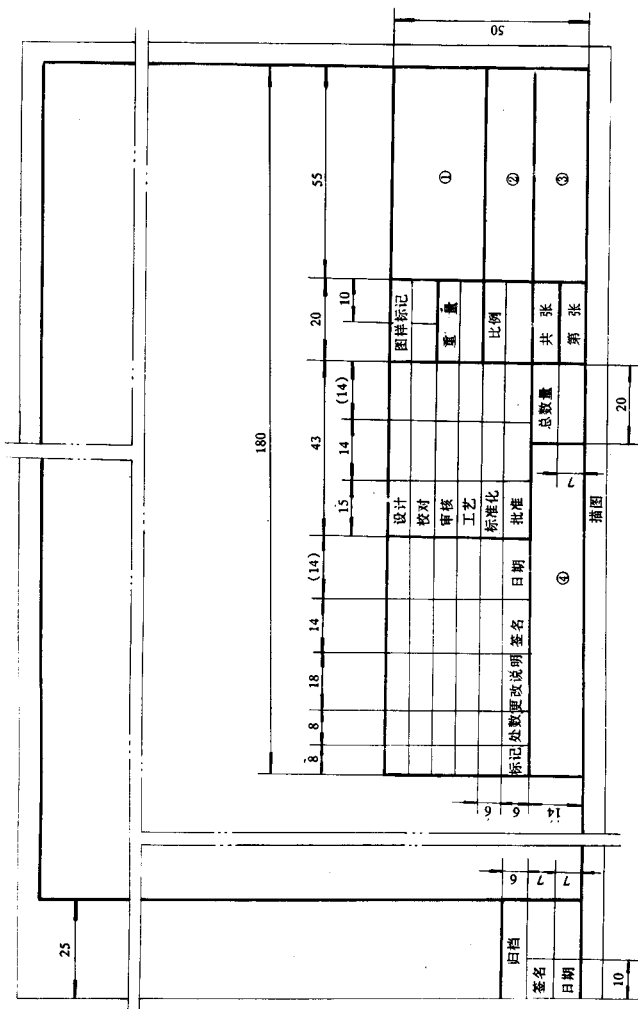 25
180
8
8
18
14
(14)
43
20
55
15
14
(14)
10
50
设计
校对
审核
工艺
标准化
批准
标记
处数
更改说明
签名
日期
图样标记
重 量
比例
共 张
第 张
总数量
①
②
③
④
6
6
14
7
20
描图
归档
签名
日期
6
7
7
10